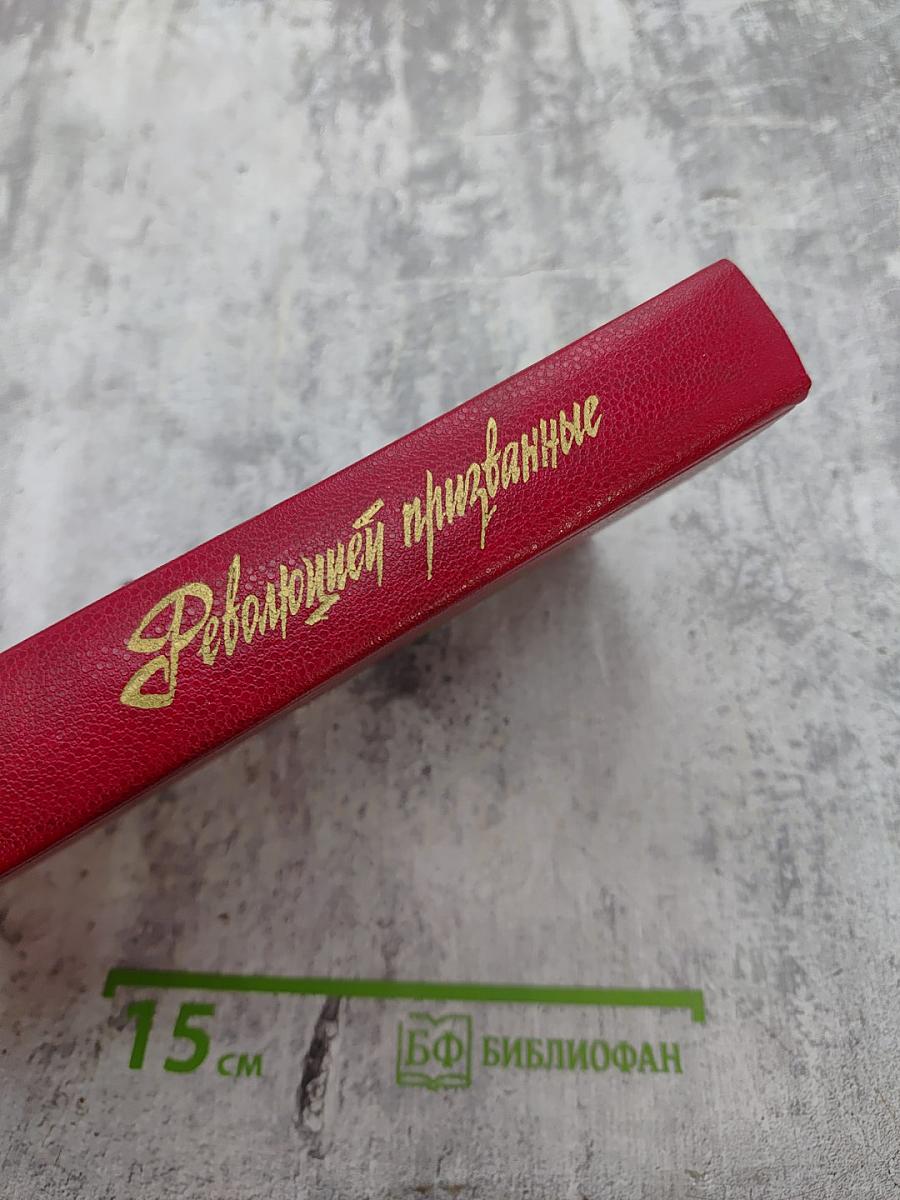 Революцией призванные
15 см
БФ БИБЛИОФАН